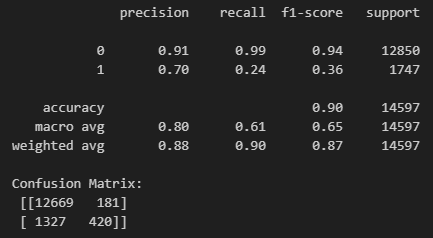 precision recall f1-score support
0 0.91 0.99 0.94 12850
1 0.70 0.24 0.36 1747
accuracy 0.90 14597
macro avg 0.80 0.61 0.65 14597
weighted avg 0.88 0.90 0.87 14597
Confusion Matrix:
[[12669 181]
[ 1327 420]]